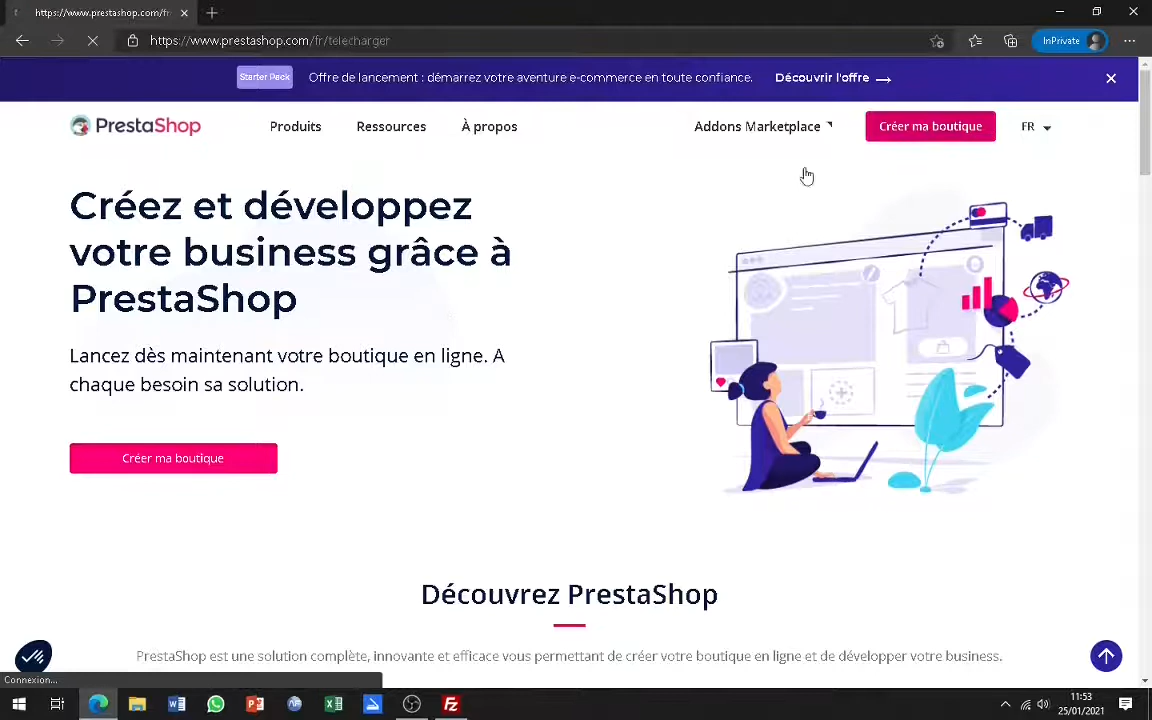 https://www.prestashop.com/fr
https://www.prestashop.com/fr/telecharger
InPrivate
Starter Pack
Offre de lancement : démarrez votre aventure e-commerce en toute confiance.
Découvrir l'offre
PrestaShop
Produits
Ressources
À propos
Addons Marketplace
Créer ma boutique
FR
Créez et développez
votre business grâce à
PrestaShop
Lancez dès maintenant votre boutique en ligne. A
chaque besoin sa solution.
Créer ma boutique
Découvrez PrestaShop
PrestaShop est une solution complète, innovante et efficace vous permettant de créer votre boutique en ligne et de développer votre business.
Connexion...
11:53
25/01/2021